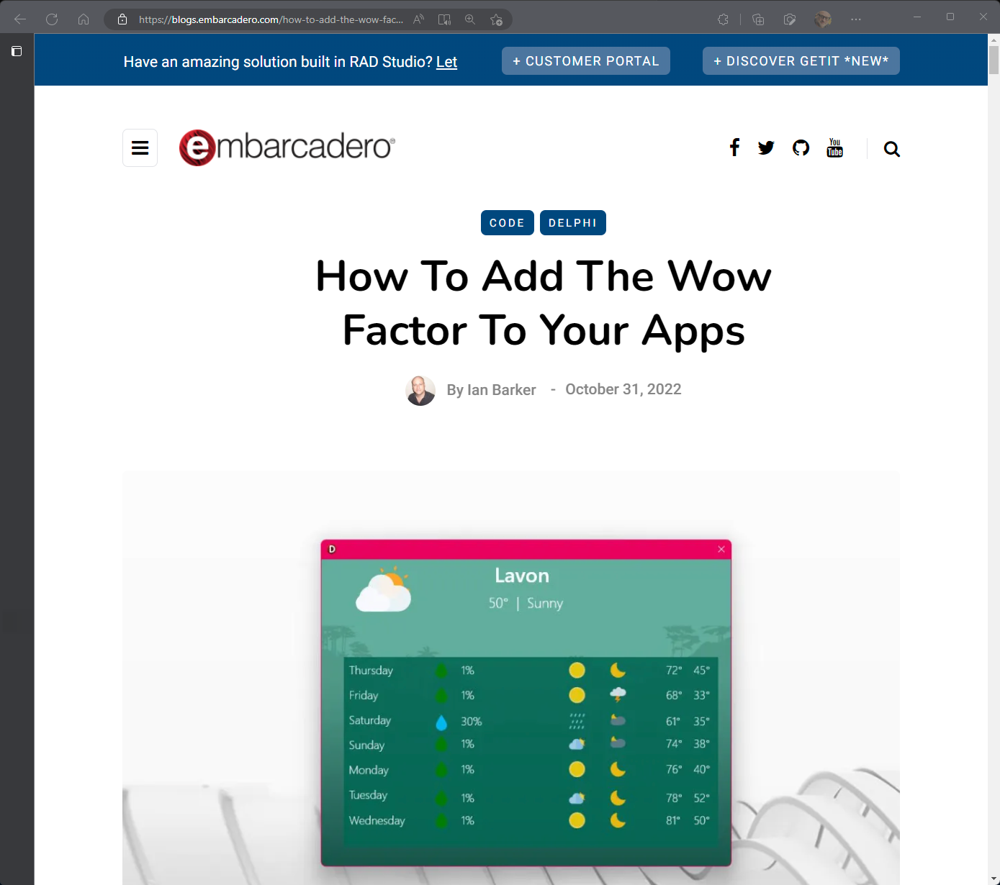 https://blogs.embarcadero.com/how-to-add-the-wow-fac...
Have an amazing solution built in RAD Studio? Let
+ CUSTOMER PORTAL
+ DISCOVER GETIT *NEW*
embarcadero®
You Tube
CODE
DELPHI
How To Add The Wow
Factor To Your Apps
By Ian Barker - October 31, 2022
D
Lavon
50° | Sunny
Thursday 1% 72° 45°
Friday 1% 68° 33°
Saturday 30% 61° 35°
Sunday 1% 74° 38°
Monday 1% 76° 40°
Tuesday 1% 78° 52°
Wednesday 1% 81° 50°